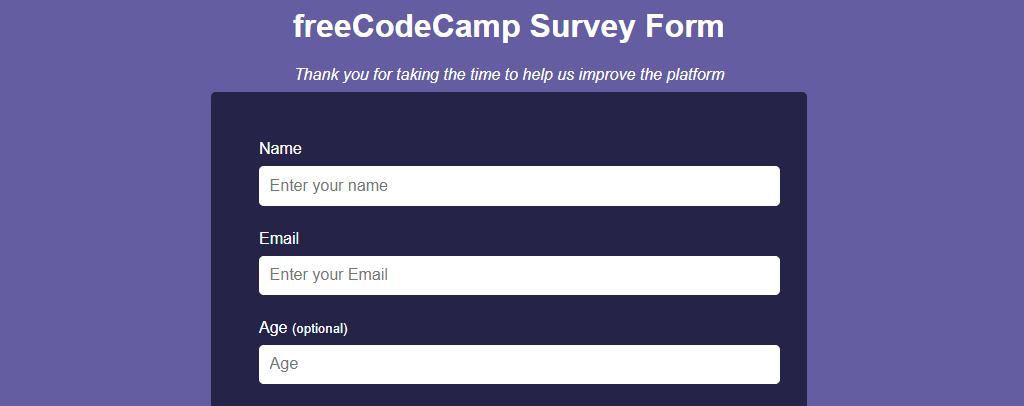 freeCodeCamp Survey Form
Thank you for taking the time to help us improve the platform
Name
Enter your name
Email
Enter your Email
Age (optional)
Age